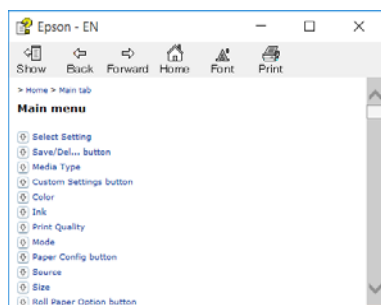 Epson - EN
Show Back Forward Home Font Print
> Home > Main tab
Main menu
Select Setting
Save/Del... button
Media Type
Custom Settings button
Color
Ink
Print Quality
Mode
Paper Config button
Source
Size
Roll Paper Option button